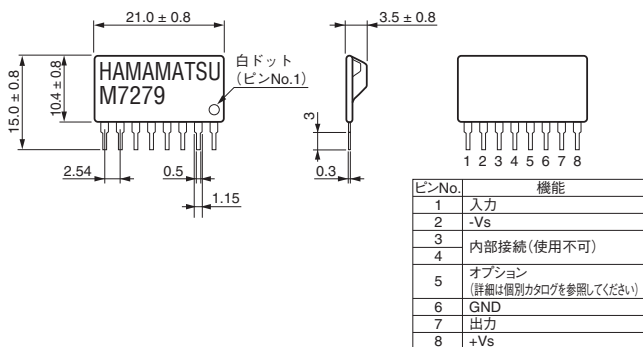 21.0 ± 0.8
3.5 ± 0.8
15.0 ± 0.8
10.4 ± 0.8
HAMAMATSU
M7279
白ドット
(ピンNo.1)
3
2.54
0.5
0.3
1.15
1 2 3 4 5 6 7 8
ピンNo. 機能
1 入力
2 -Vs
3 内部接続(使用不可)
4
5 オプション
(詳細は個別カタログを参照してください)
6 GND
7 出力
8 +Vs